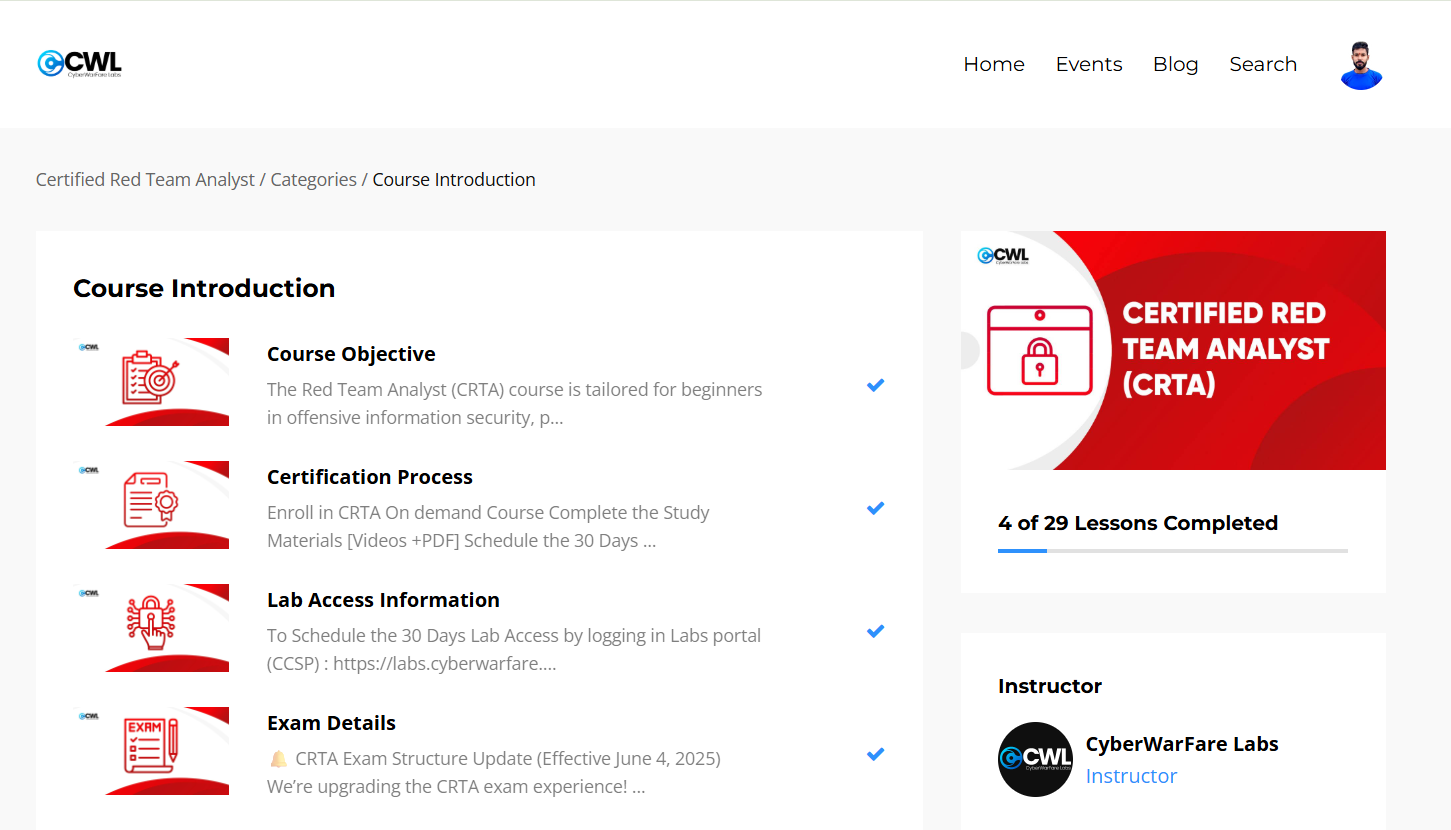 CWL
CyberWarFare Labs
Home Events Blog Search
Certified Red Team Analyst / Categories / Course Introduction
Course Introduction
CWL
Course Objective
The Red Team Analyst (CRTA) course is tailored for beginners
in offensive information security, p...
CWL
Certification Process
Enroll in CRTA On demand Course Complete the Study
Materials [Videos +PDF] Schedule the 30 Days ...
CWL
Lab Access Information
To Schedule the 30 Days Lab Access by logging in Labs portal
(CCSP) : https://labs.cyberwarfare....
CWL
EXAM
Exam Details
🔔 CRTA Exam Structure Update (Effective June 4, 2025)
We’re upgrading the CRTA exam experience! ...
CWL
CyberWarFare Labs
CERTIFIED RED
TEAM ANALYST
(CRTA)
4 of 29 Lessons Completed
Instructor
CWL
CyberWarFare Labs
CyberWarFare Labs
Instructor